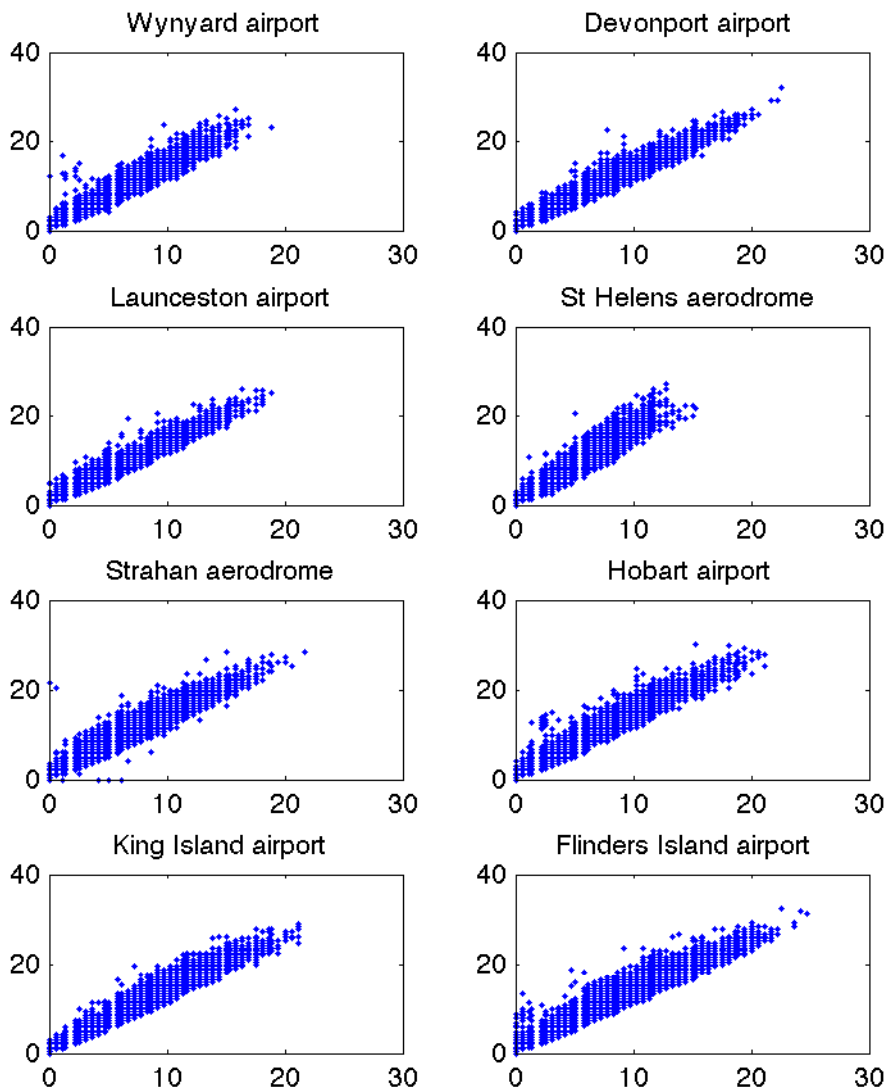 Wynyard airport
Devonport airport
40
20
0
0 10 20 30
40
20
0
0 10 20 30
Launceston airport
St Helens aerodrome
40
20
0
0 10 20 30
40
20
0
0 10 20 30
Strahan aerodrome
Hobart airport
40
20
0
0 10 20 30
40
20
0
0 10 20 30
King Island airport
Flinders Island airport
40
20
0
0 10 20 30
40
20
0
0 10 20 30